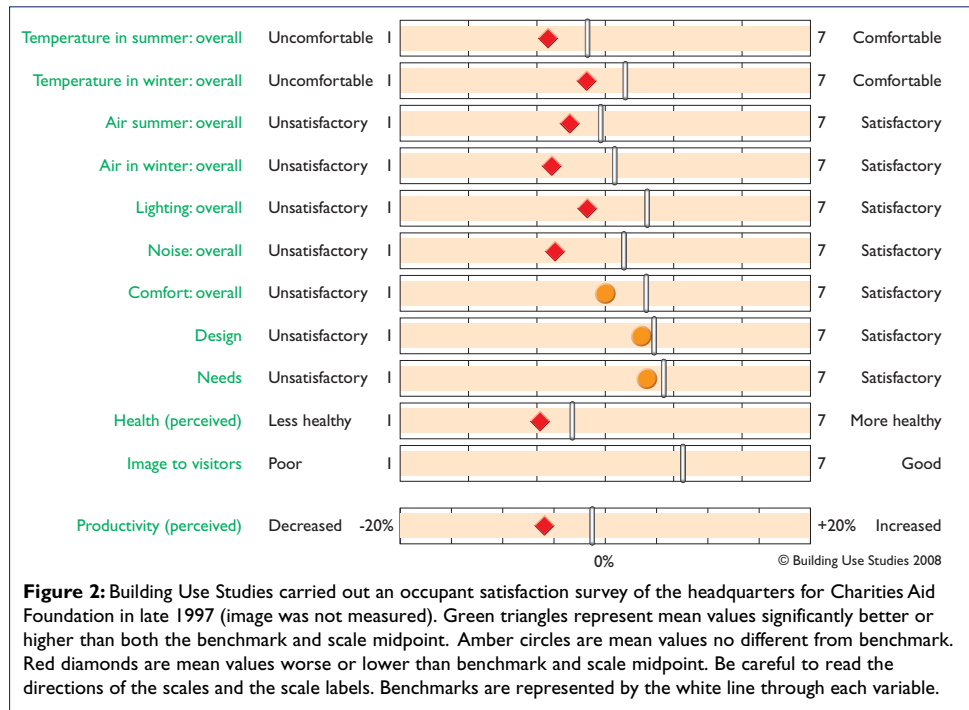 Temperature in summer: overall Uncomfortable 1 7 Comfortable
Temperature in winter: overall Uncomfortable 1 7 Comfortable
Air summer: overall Unsatisfactory 1 7 Satisfactory
Air in winter: overall Unsatisfactory 1 7 Satisfactory
Lighting: overall Unsatisfactory 1 7 Satisfactory
Noise: overall Unsatisfactory 1 7 Satisfactory
Comfort: overall Unsatisfactory 1 7 Satisfactory
Design Unsatisfactory 1 7 Satisfactory
Needs Unsatisfactory 1 7 Satisfactory
Health (perceived) Less healthy 1 7 More healthy
Image to visitors Poor 1 7 Good
Productivity (perceived) Decreased -20% +20% Increased
0% © Building Use Studies 2008
Figure 2: Building Use Studies carried out an occupant satisfaction survey of the headquarters for Charities Aid
Foundation in late 1997 (image was not measured). Green triangles represent mean values significantly better or
higher than both the benchmark and scale midpoint. Amber circles are mean values no different from benchmark.
Red diamonds are mean values worse or lower than benchmark and scale midpoint. Be careful to read the
directions of the scales and the scale labels. Benchmarks are represented by the white line through each variable.